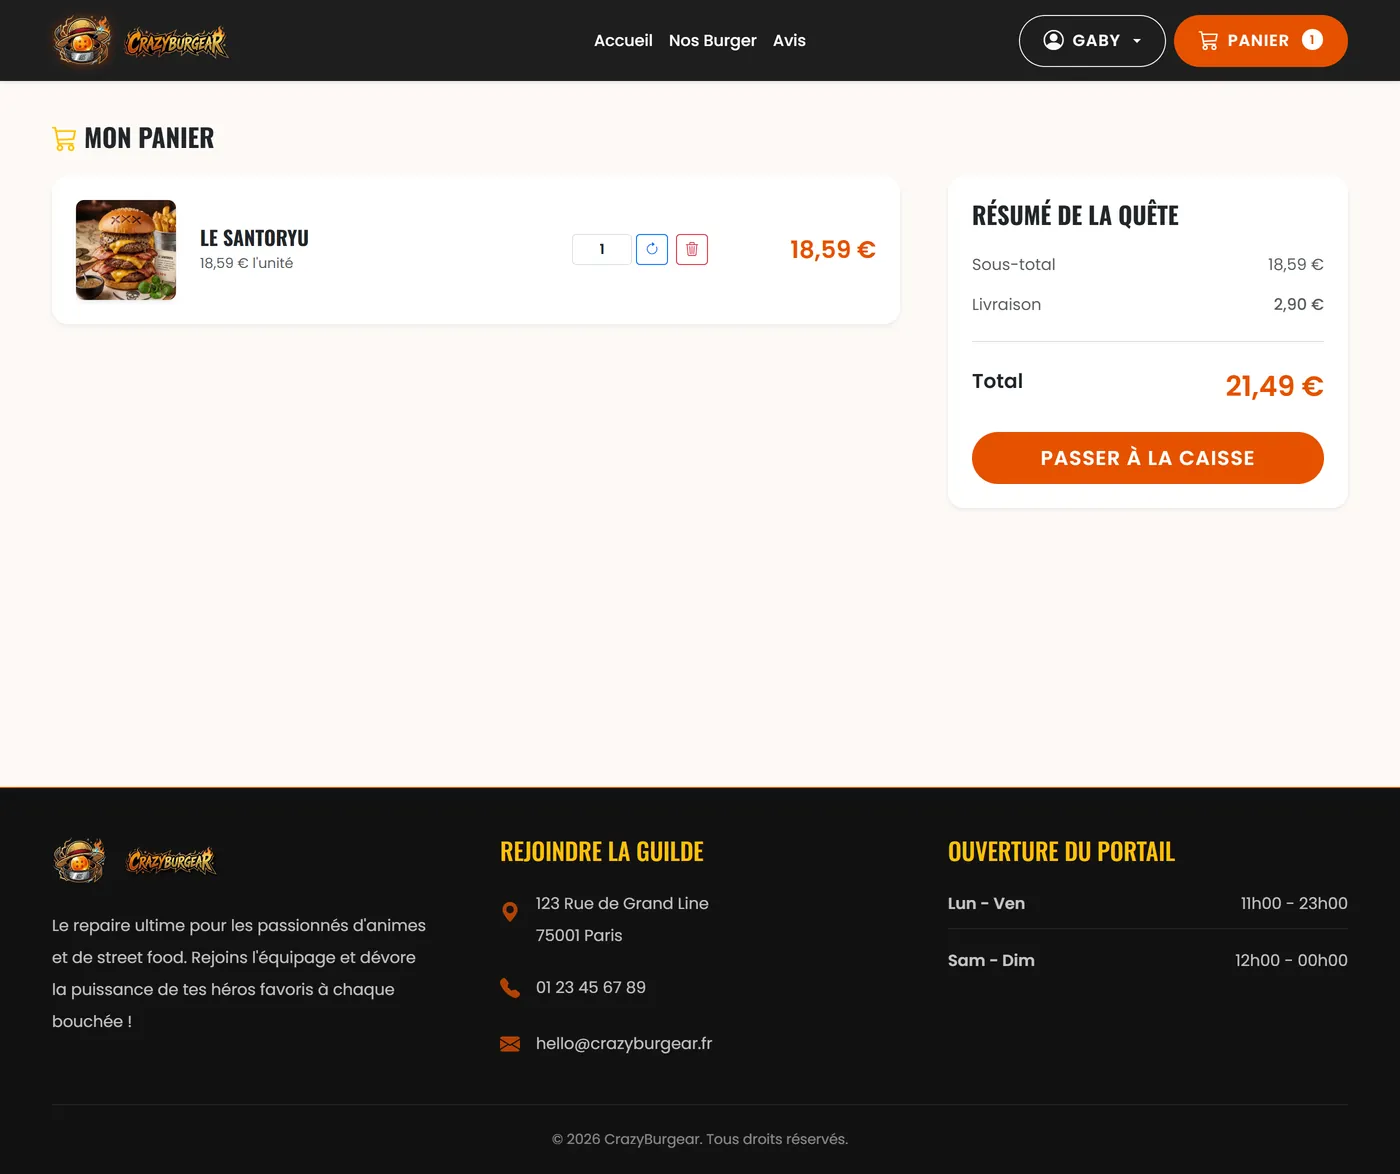 CRAZYBURGEAR
Accueil Nos Burger Avis
GABY
PANIER 1
MON PANIER
LE SANTORYU
18,59 € l'unité
1
18,59 €
RÉSUMÉ DE LA QUÊTE
Sous-total 18,59 €
Livraison 2,90 €
Total 21,49 €
PASSER À LA CAISSE
CRAZYBURGEAR
Le repaire ultime pour les passionnés d'animes
et de street food. Rejoins l'équipage et dévore
la puissance de tes héros favoris à chaque
bouchée !
REJOINDRE LA GUILDE
123 Rue de Grand Line
75001 Paris
01 23 45 67 89
hello@crazyburgear.fr
OUVERTURE DU PORTAIL
Lun - Ven 11h00 - 23h00
Sam - Dim 12h00 - 00h00
© 2026 CrazyBurgear. Tous droits réservés.